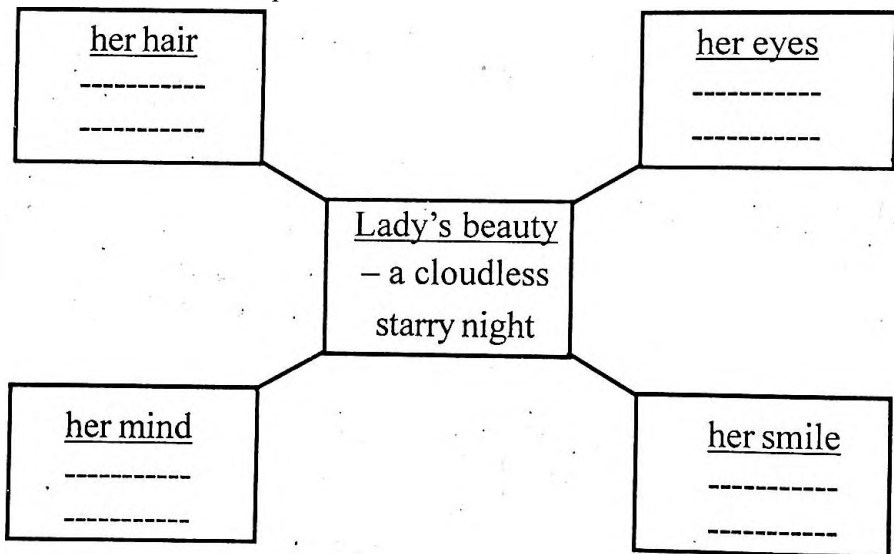 her hair
-----------
-----------
her eyes
-----------
-----------
Lady's beauty
– a cloudless
starry night
her mind
-----------
-----------
her smile
-----------
-----------